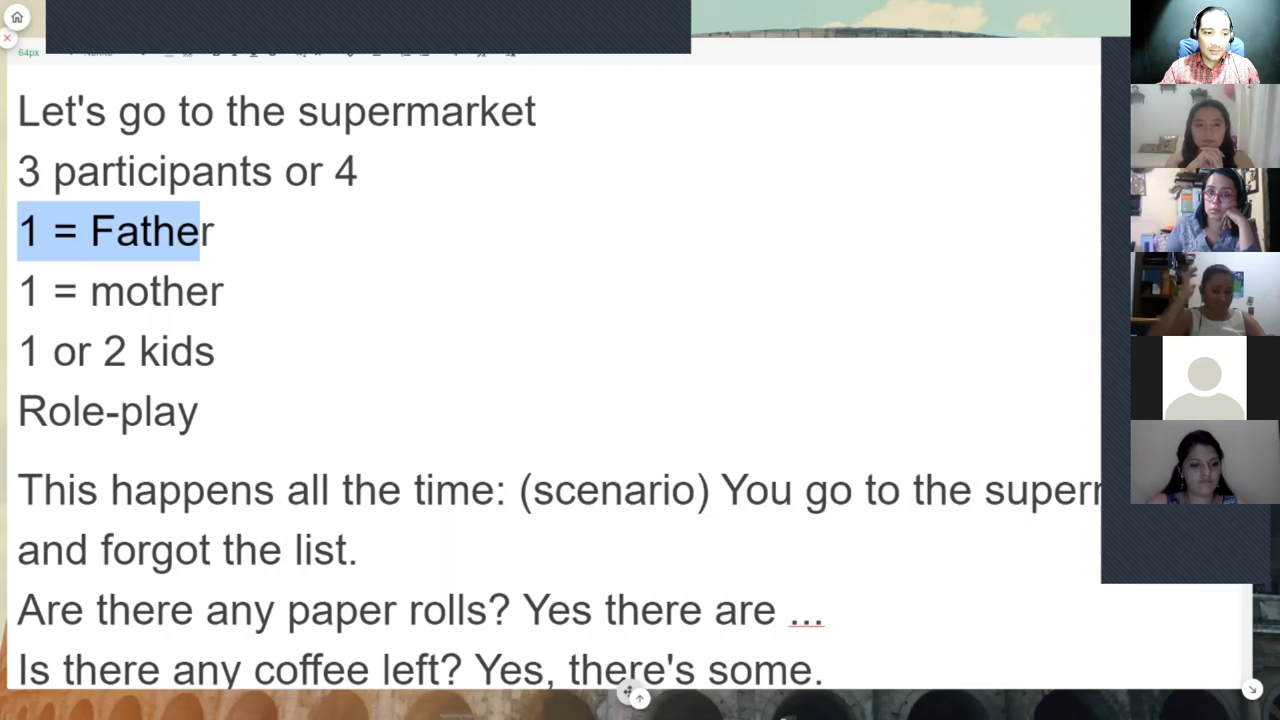 64px
Let's go to the supermarket
3 participants or 4
1 = Father
1 = mother
1 or 2 kids
Role-play
This happens all the time: (scenario) You go to the
and forgot the list.
Are there any paper rolls? Yes there are ...
Is there any coffee left? Yes, there's some.